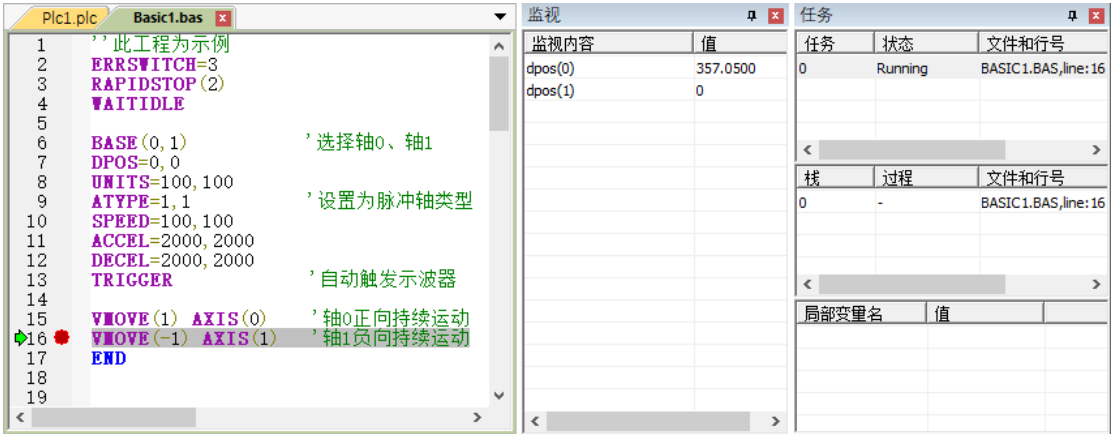 Plc1.plc Basic1.bas
1 ''此工程为示例
2 ERRSWITCH=3
3 RAPIDSTOP(2)
4 WAITIDLE
5
6 BASE(0,1) '选择轴0、轴1
7 DPOS=0,0
8 UNITS=100,100
9 ATYPE=1,1 '设置为脉冲轴类型
10 SPEED=100,100
11 ACCEL=2000,2000
12 DECEL=2000,2000
13 TRIGGER '自动触发示波器
14
15 VMOVE(1) AXIS(0) '轴0正向持续运动
16 VMOVE(-1) AXIS(1) '轴1负向持续运动
17 END
18
19
监视
监视内容 值
dpos(0) 357.0500
dpos(1) 0
任务
任务 状态 文件和行号
0 Running BASIC1.BAS,line:16
栈 过程 文件和行号
0 - BASIC1.BAS,line:16
局部变量名 值